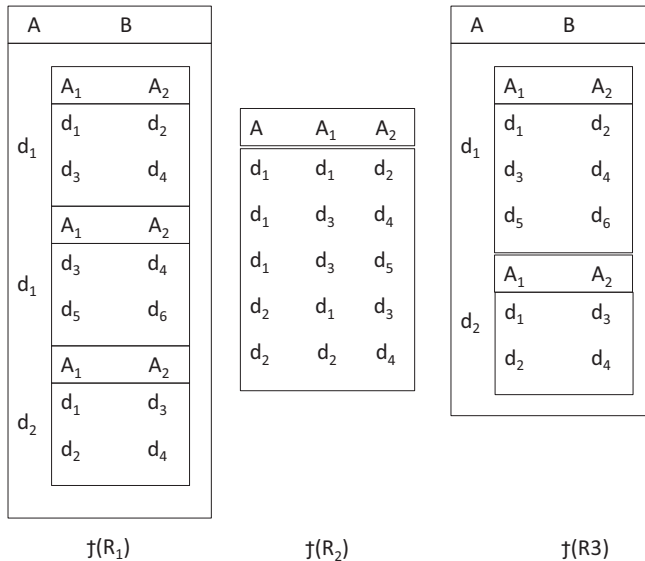 A B
A₁ A₂
d₁ d₂
d₁
d₃ d₄
A₁ A₂
d₃ d₄
d₁
d₅ d₆
A₁ A₂
d₁ d₃
d₂
d₂ d₄
ϯ(R₁)
A A₁ A₂
d₁ d₁ d₂
d₁ d₃ d₄
d₁ d₃ d₅
d₂ d₁ d₃
d₂ d₂ d₄
ϯ(R₂)
A B
A₁ A₂
d₁ d₂
d₁
d₃ d₄
d₅ d₆
A₁ A₂
d₁ d₃
d₂
d₂ d₄
ϯ(R3)